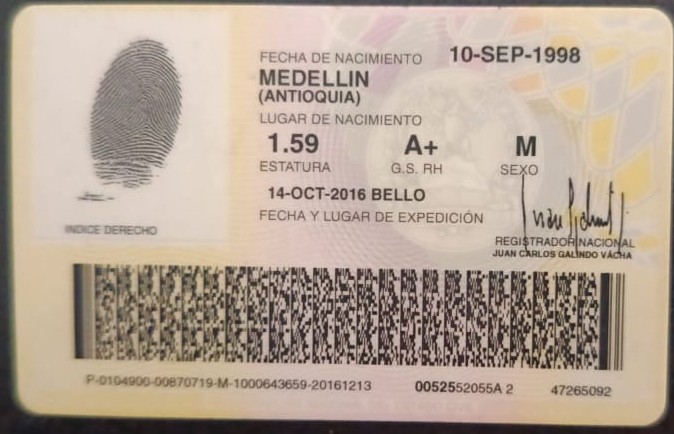 FECHA DE NACIMIENTO 10-SEP-1998
MEDELLIN
(ANTIOQUIA)
LUGAR DE NACIMIENTO
1.59 A+ M
ESTATURA G.S. RH SEXO
14-OCT-2016 BELLO
FECHA Y LUGAR DE EXPEDICIÓN
INDICE DERECHO
REGISTRADOR NACIONAL
JUAN CARLOS GALINDO VÁCHA
P-0104900-00870719-M-1000643659-20161213 0052552055A 2 47265092